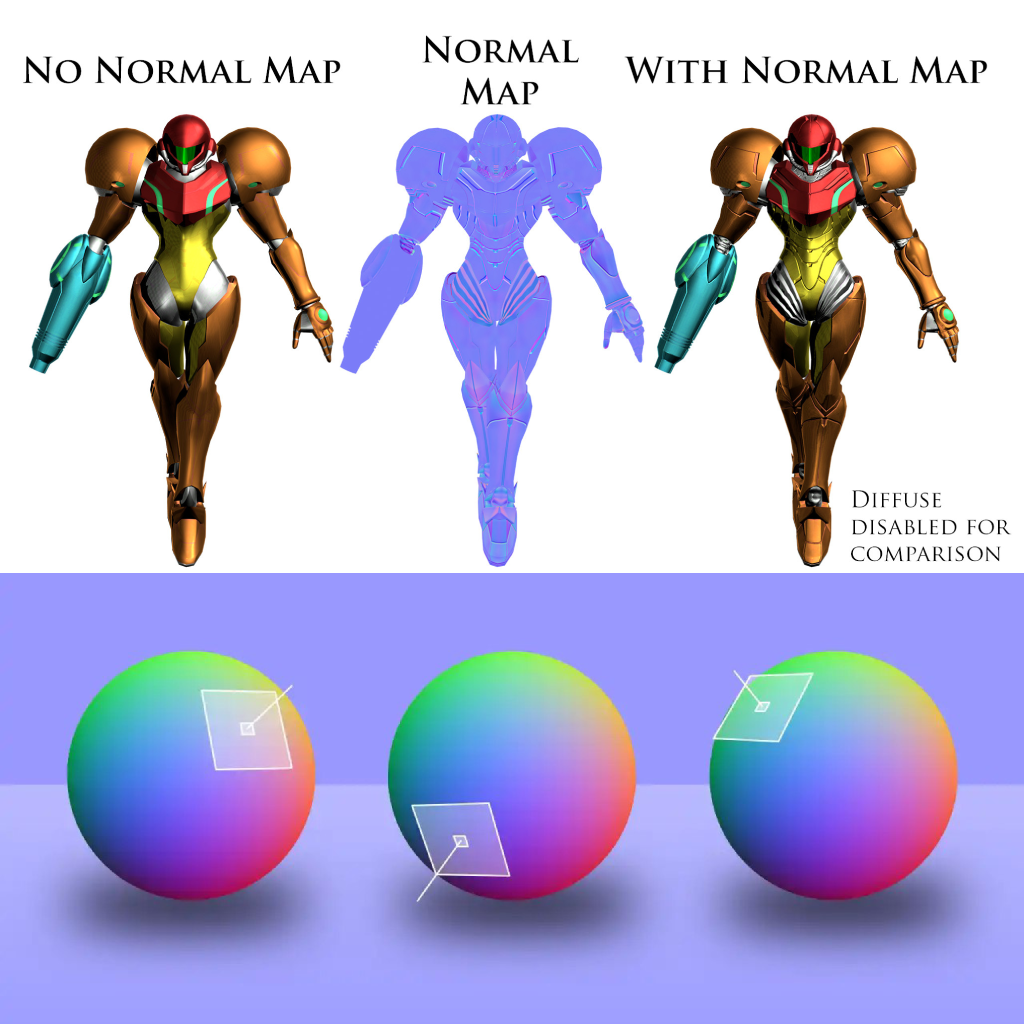 No Normal Map
Normal
Map
With Normal Map
Diffuse
disabled for
comparison